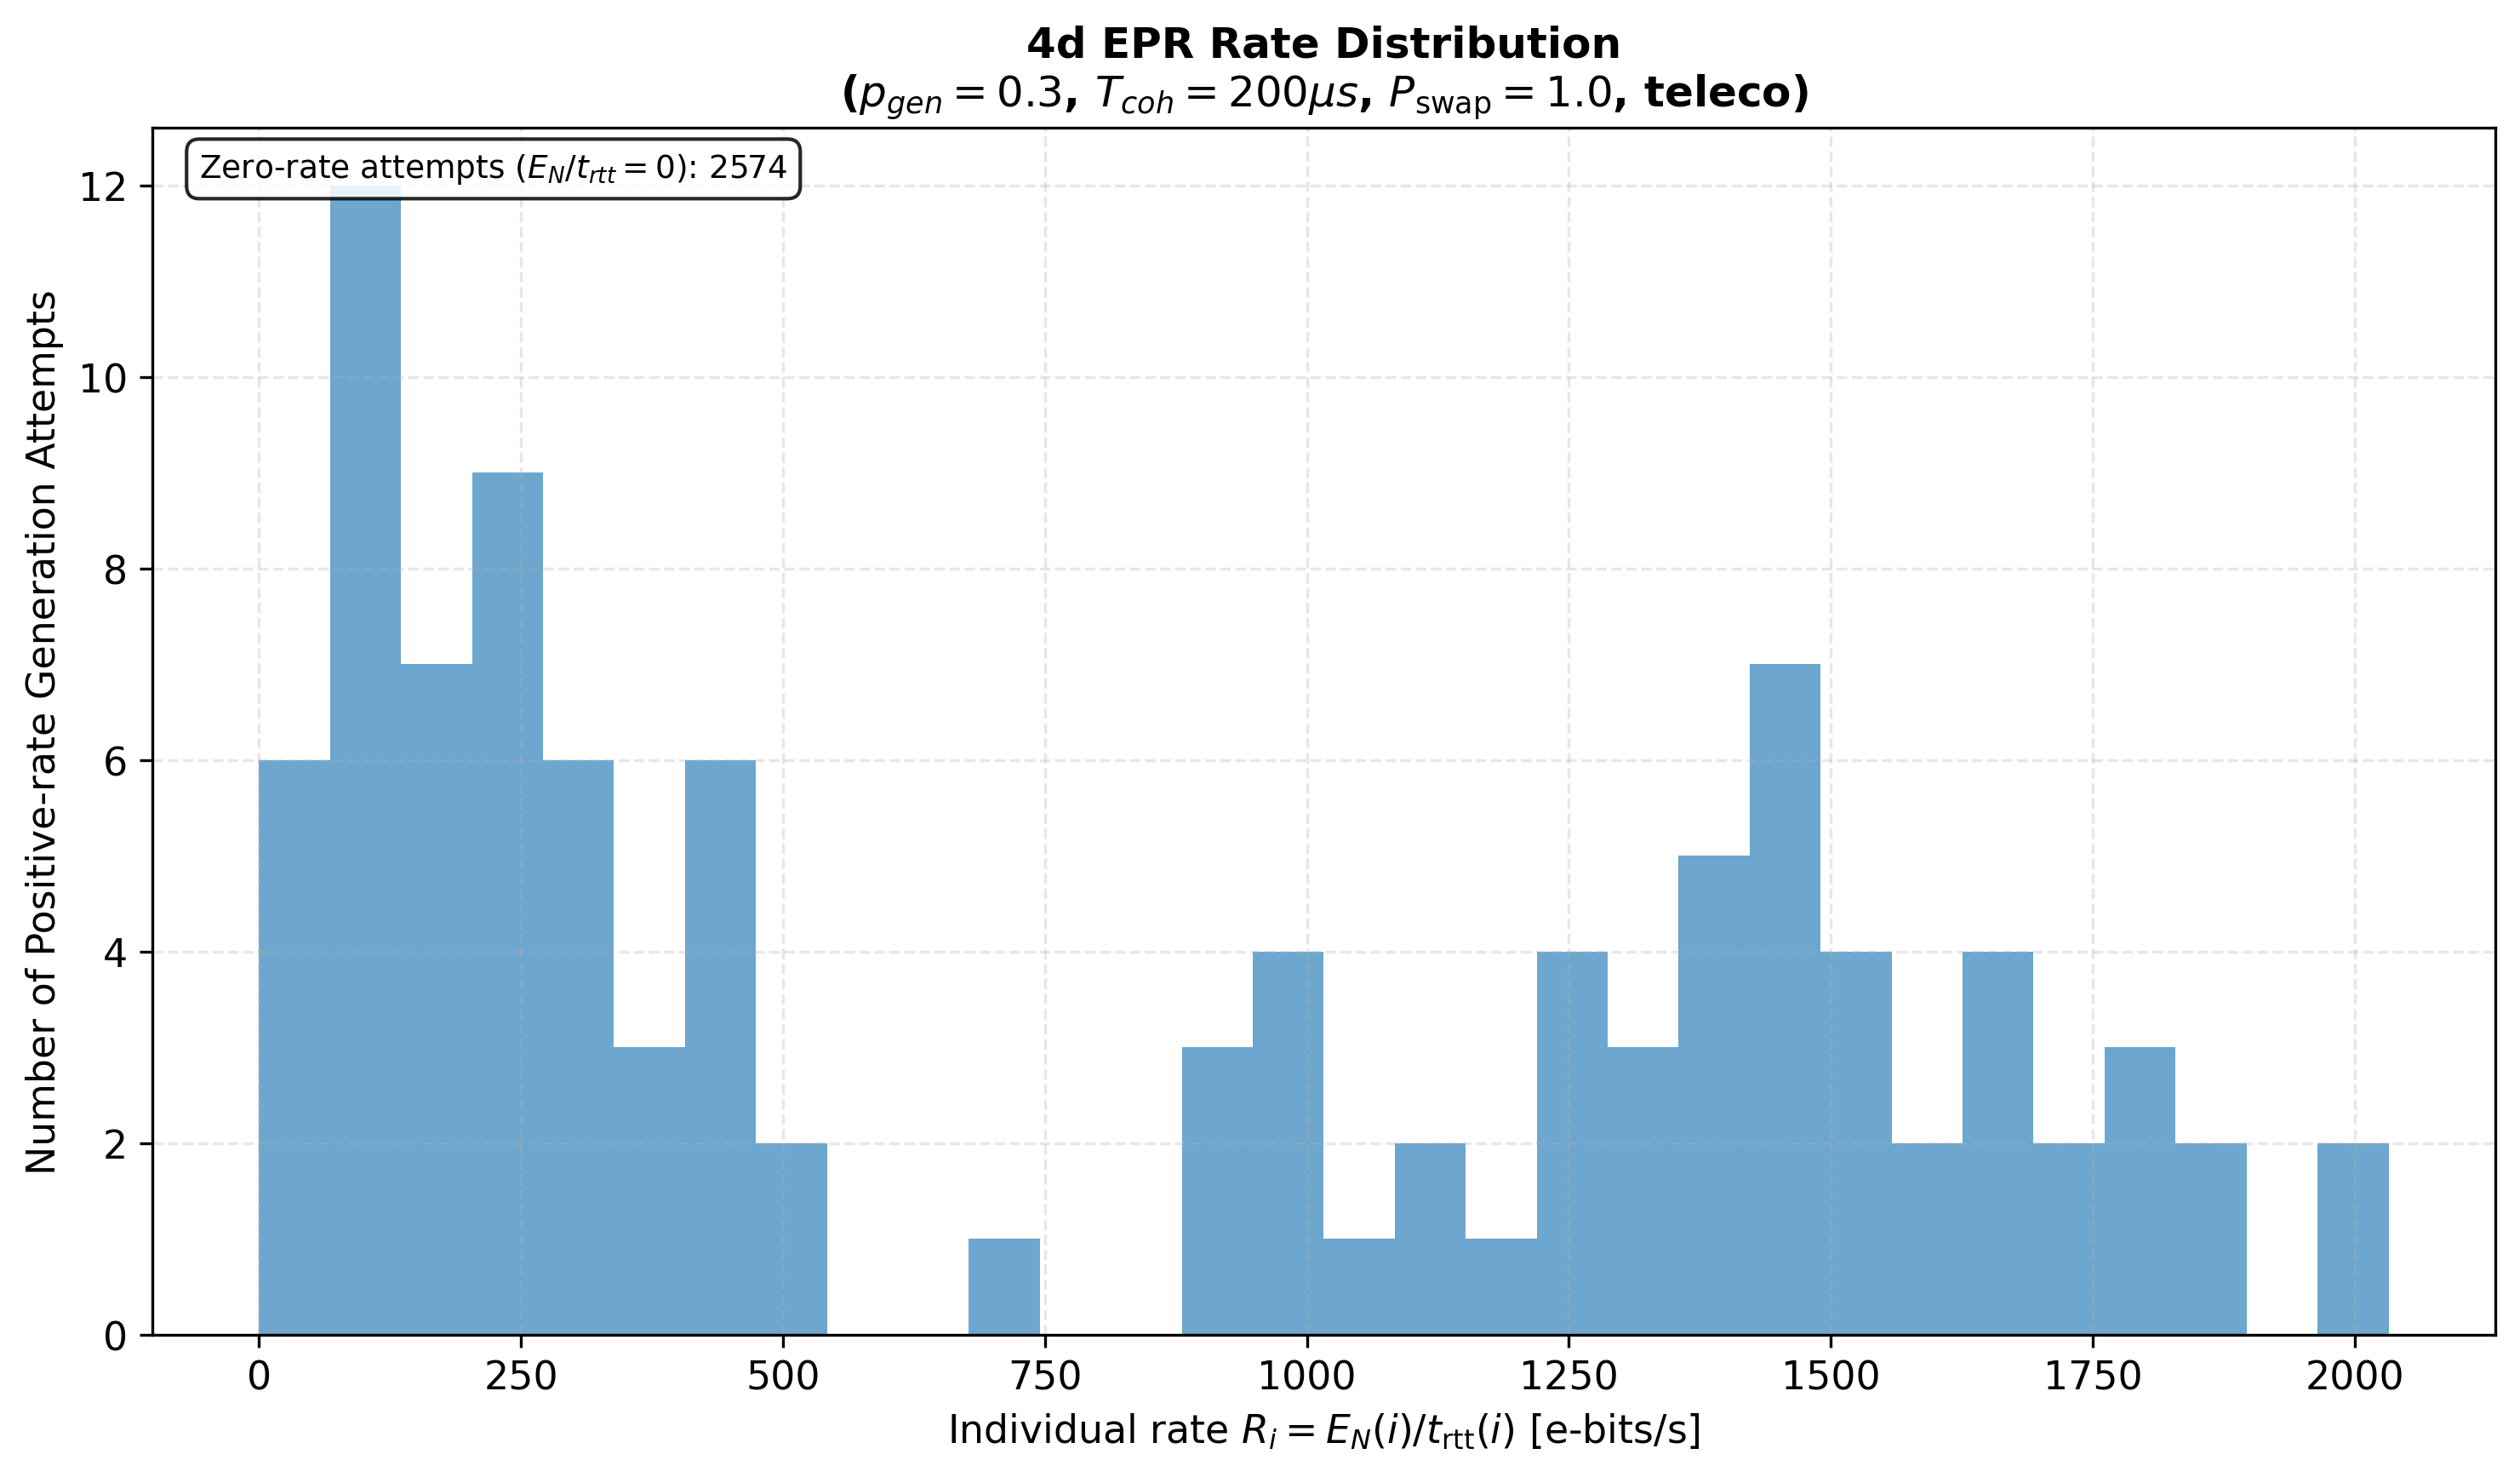 4d EPR Rate Distribution
(p_gen = 0.3, T_coh = 200μs, P_swap = 1.0, teleco)
Zero-rate attempts (E_N/t_rtt = 0): 2574
Number of Positive-rate Generation Attempts
12
10
8
6
4
2
0
0 250 500 750 1000 1250 1500 1750 2000
Individual rate R_i = E_N(i)/t_rtt(i) [e-bits/s]